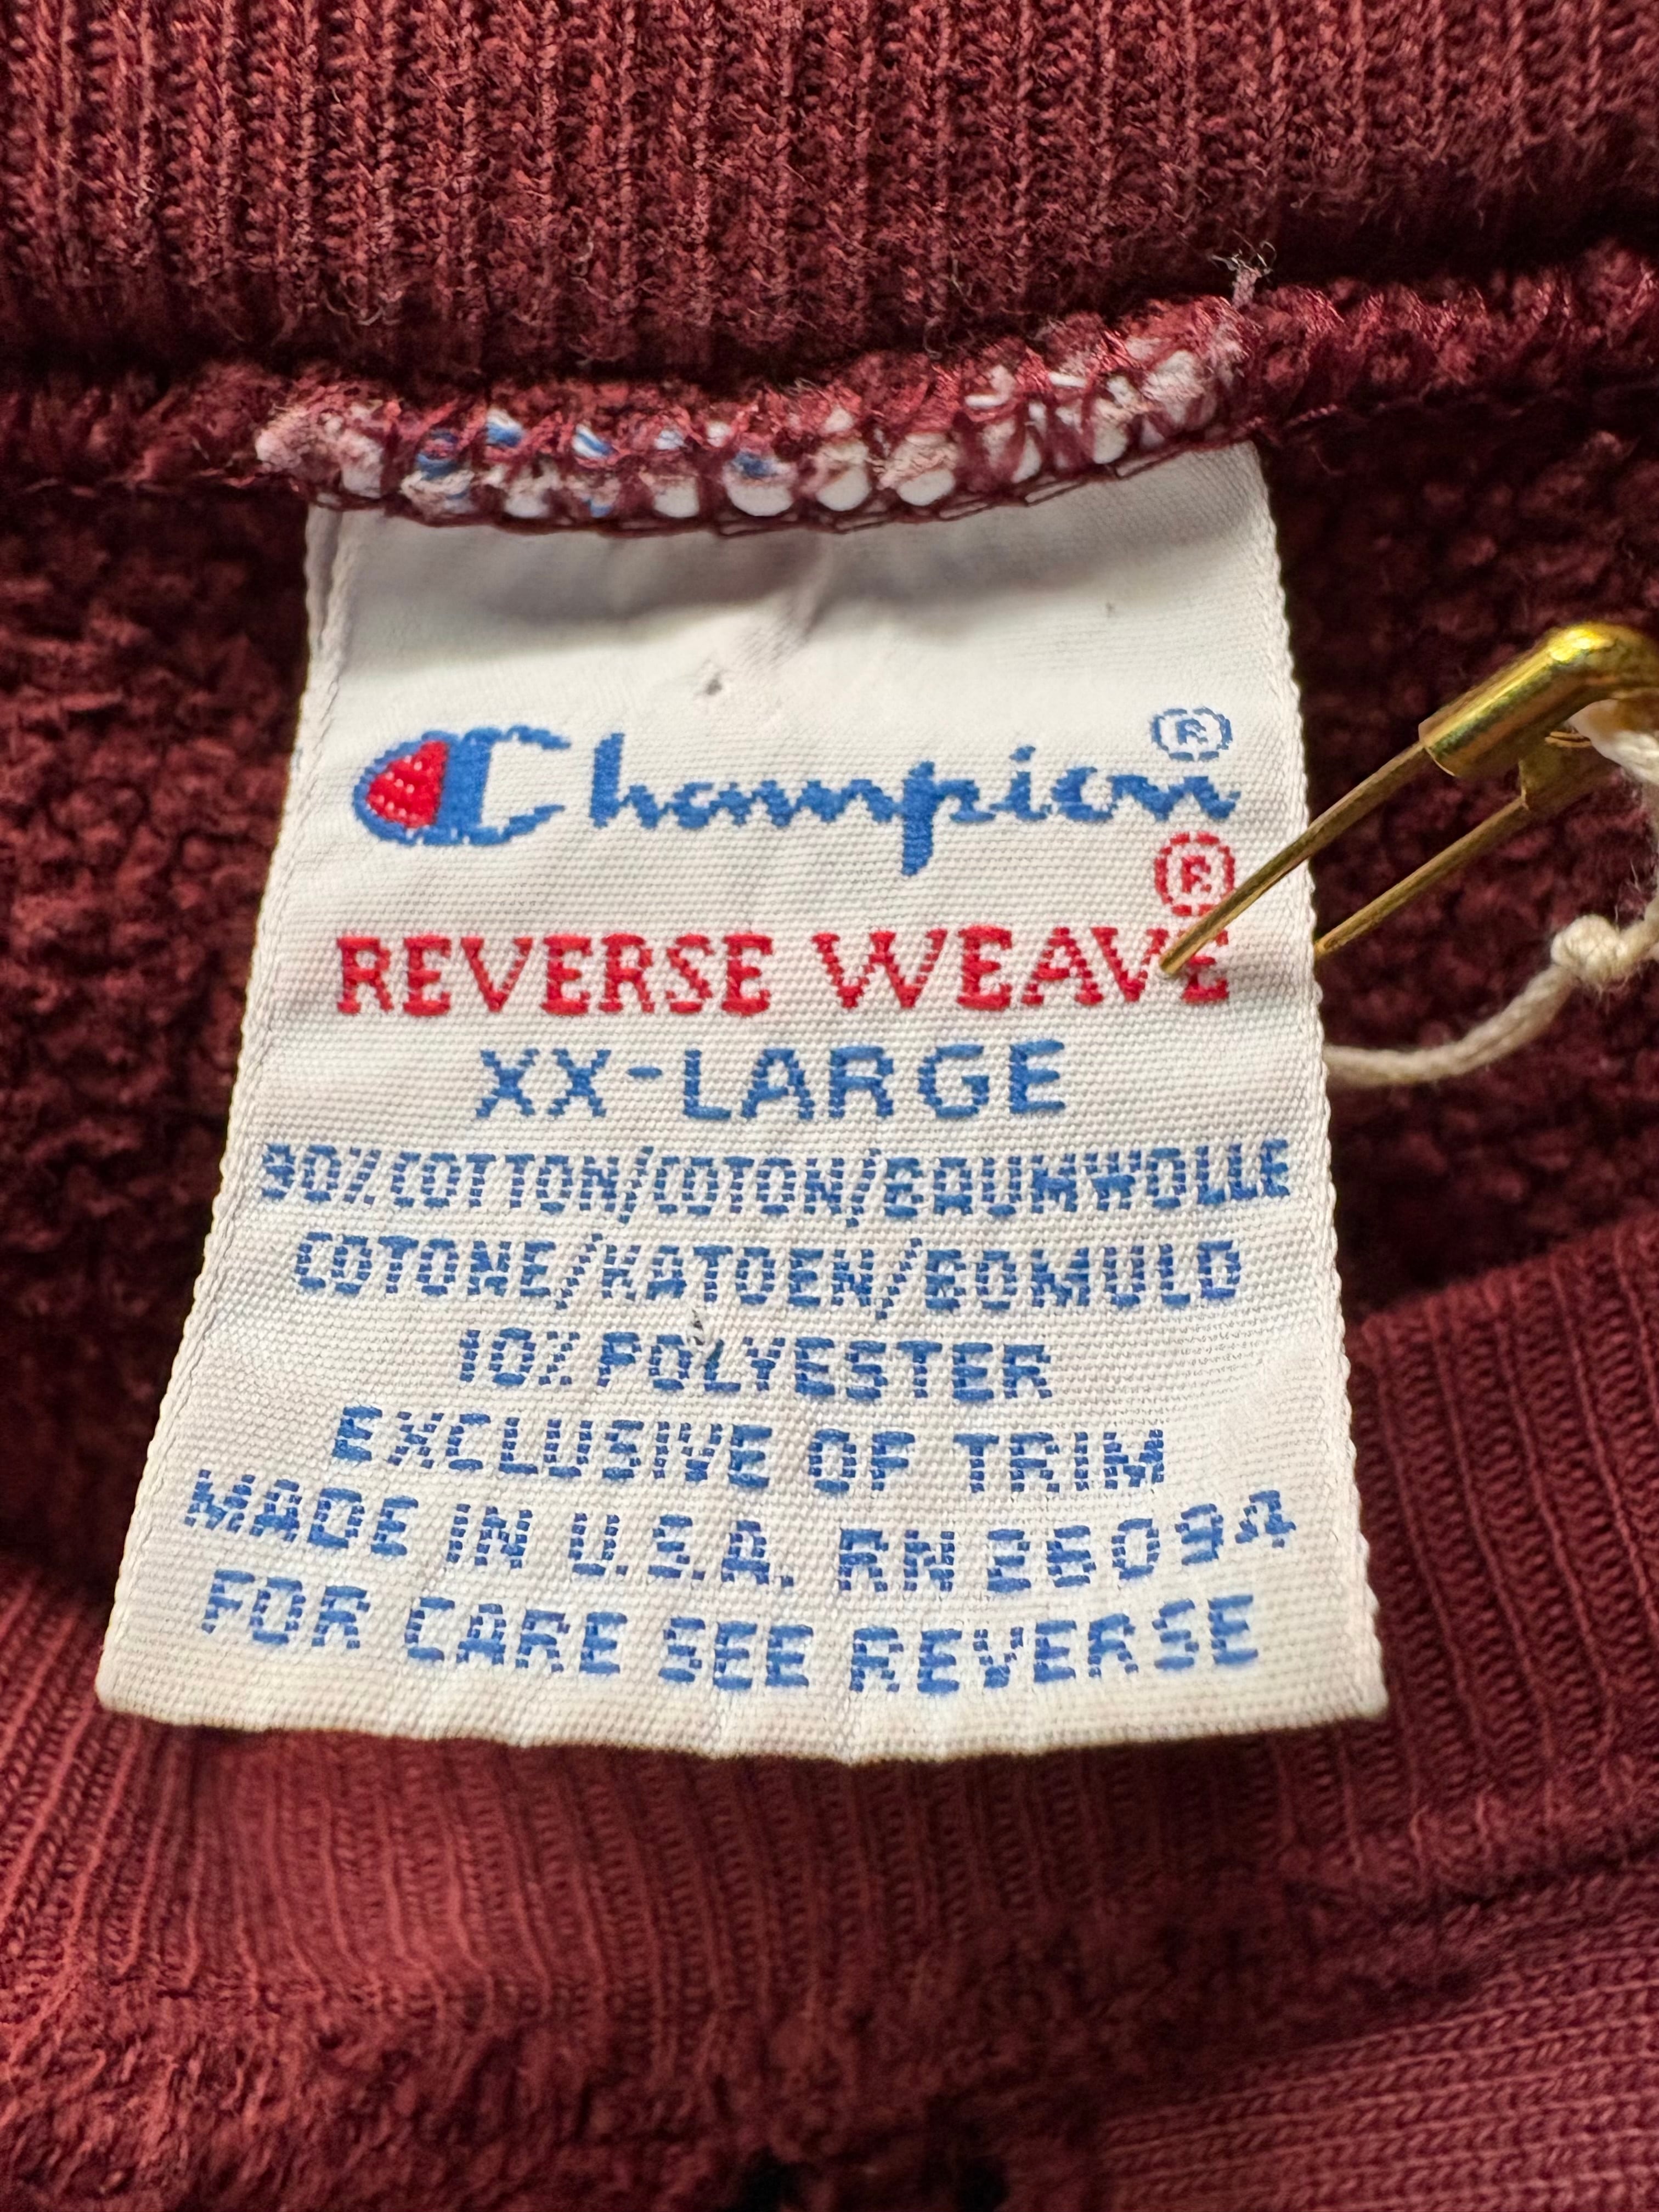 Champion®
®
REVERSE WEAVE
XX-LARGE
90%COTTON/COTON/BAUMWOLLE
COTONE/KATOEN/BOMULD
10% POLYESTER
EXCLUSIVE OF TRIM
MADE IN U.S.A. RN 26094
FOR CARE SEE REVERSE